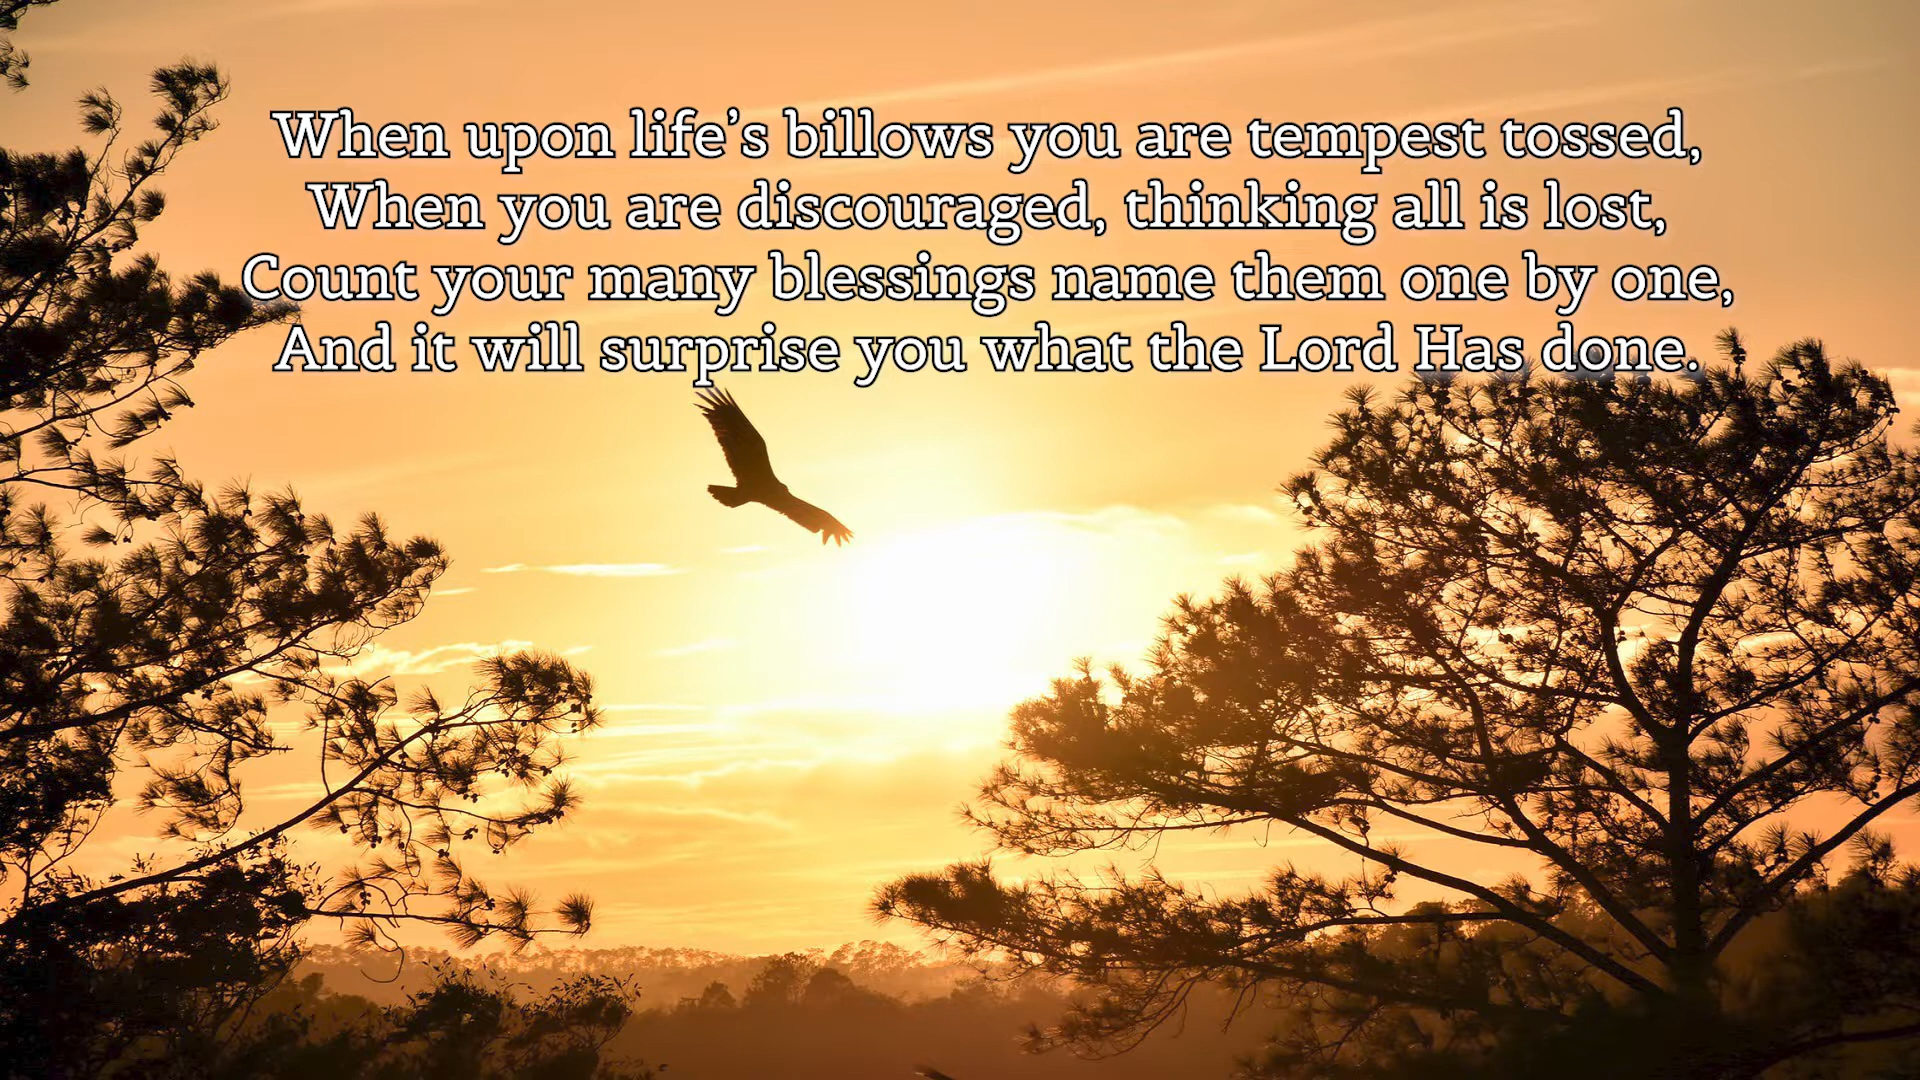 When upon life’s billows you are tempest tossed,
When you are discouraged, thinking all is lost,
Count your many blessings name them one by one,
And it will surprise you what the Lord Has done.